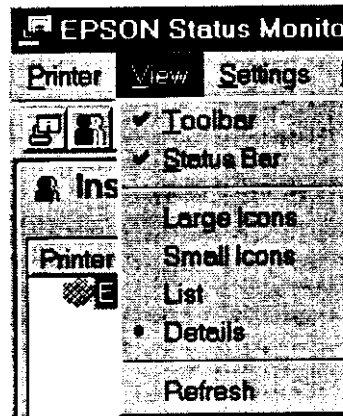 EPSON Status Monito
Printer View Settings
Toolbar
Status Bar
Ins
Large Icons
Printer
Small Icons
E
List
Details
Refresh